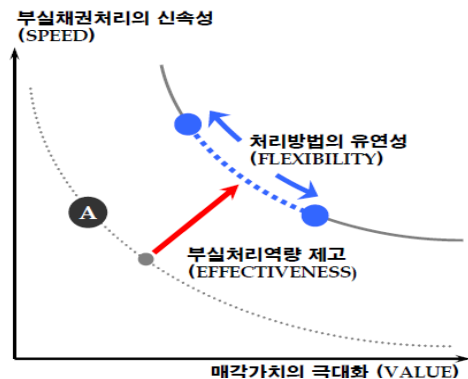 부실채권처리의 신속성
(SPEED)
처리방법의 유연성
(FLEXIBILITY)
A
부실처리역량 제고
(EFFECTIVENESS)
매각가치의 극대화 (VALUE)